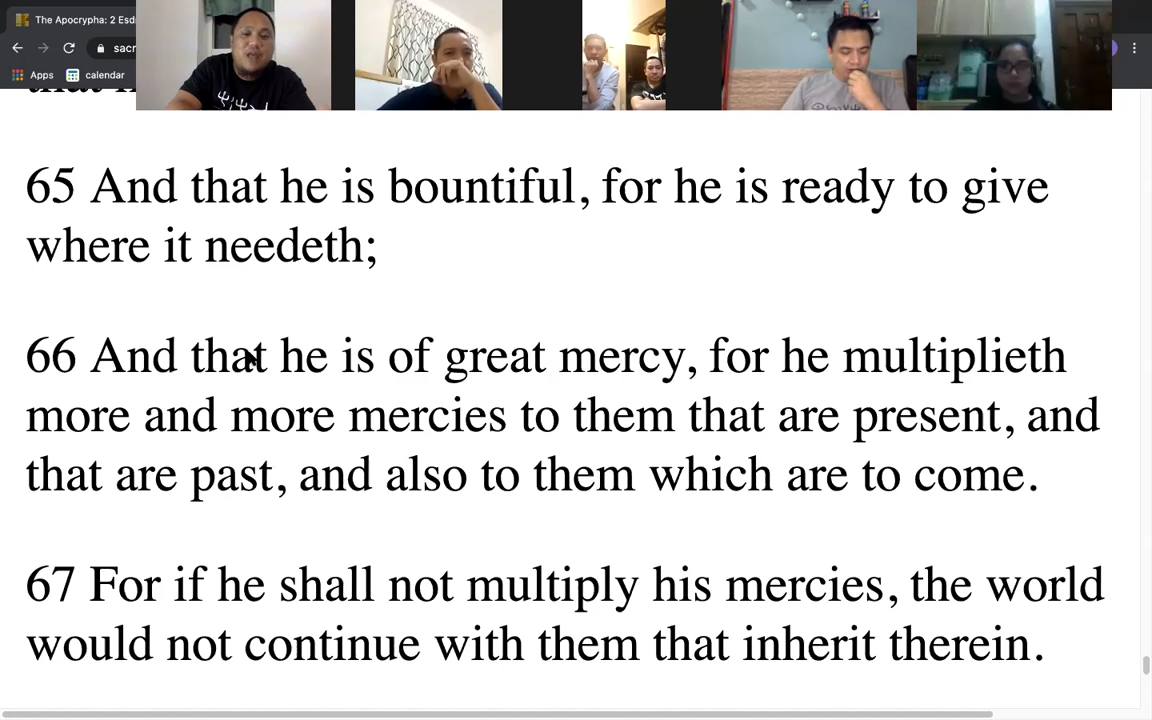 The Apocrypha: 2 Esd
sacr
Apps calendar
65 And that he is bountiful, for he is ready to give
where it needeth;
66 And that he is of great mercy, for he multiplieth
more and more mercies to them that are present, and
that are past, and also to them which are to come.
67 For if he shall not multiply his mercies, the world
would not continue with them that inherit therein.